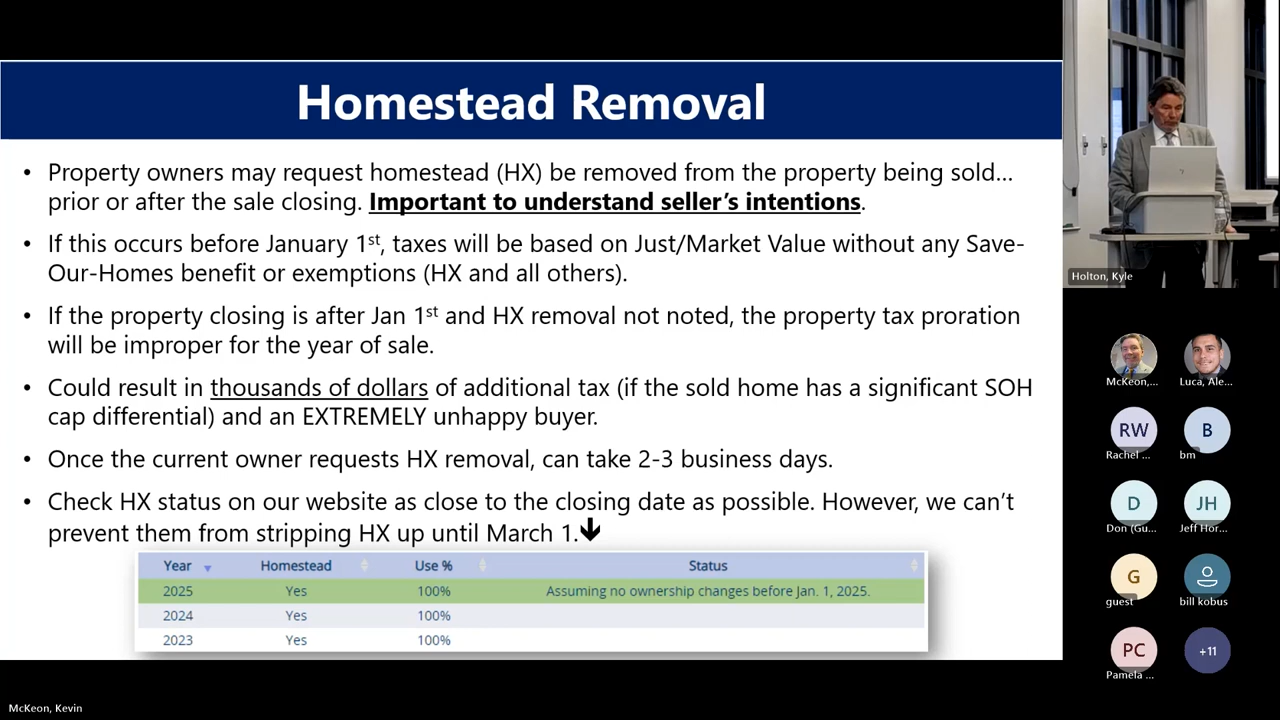 Homestead Removal
• Property owners may request homestead (HX) be removed from the property being sold…
prior or after the sale closing. Important to understand seller’s intentions.
• If this occurs before January 1st, taxes will be based on Just/Market Value without any Save-
Our-Homes benefit or exemptions (HX and all others).
• If the property closing is after Jan 1st and HX removal not noted, the property tax proration
will be improper for the year of sale.
• Could result in thousands of dollars of additional tax (if the sold home has a significant SOH
cap differential) and an EXTREMELY unhappy buyer.
• Once the current owner requests HX removal, can take 2-3 business days.
• Check HX status on our website as close to the closing date as possible. However, we can’t
prevent them from stripping HX up until March 1.
Year Homestead Use % Status
2025 Yes 100% Assuming no ownership changes before Jan. 1, 2025.
2024 Yes 100%
2023 Yes 100%
Holton, Kyle
McKeon,... Luca, Ale...
RW B
Rachel ... bm
D JH
Don (Gu... Jeff Hor...
G
guest bill kobus
PC +11
Pamela ...
McKeon, Kevin